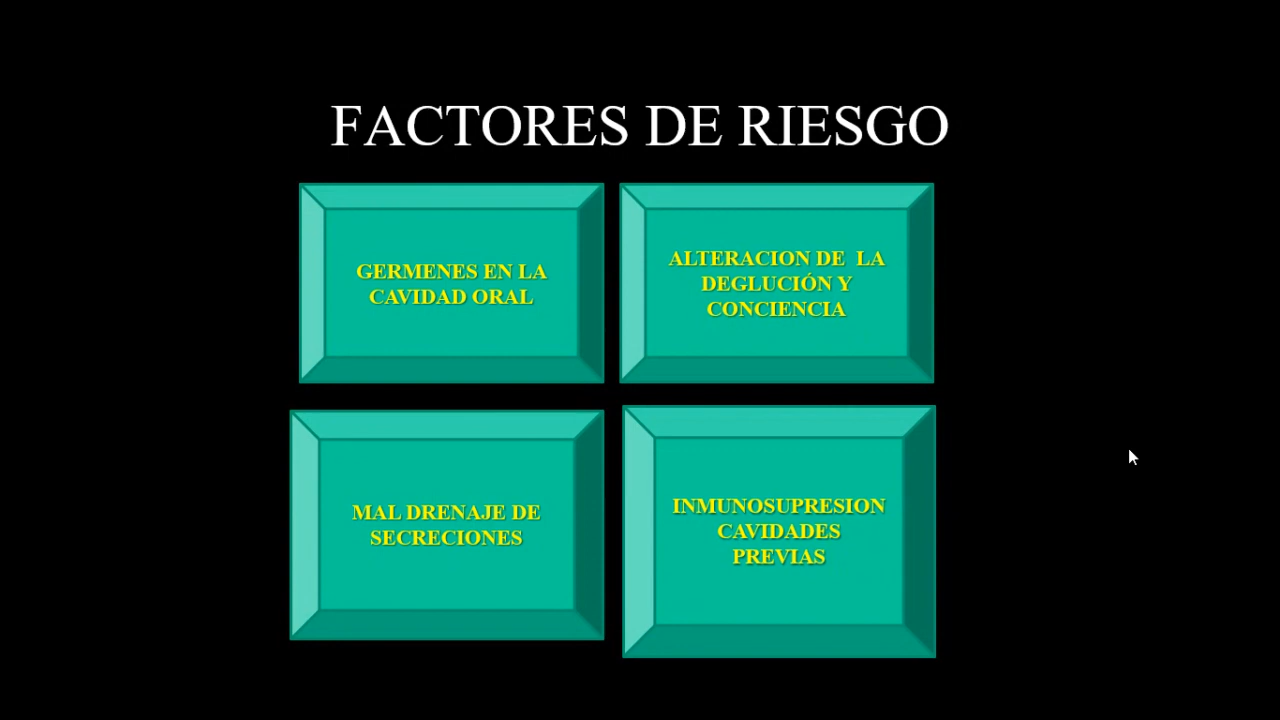 FACTORES DE RIESGO
GERMENES EN LA
CAVIDAD ORAL
ALTERACION DE  LA
DEGLUCIÓN Y
CONCIENCIA
MAL DRENAJE DE
SECRECIONES
INMUNOSUPRESION
CAVIDADES
PREVIAS